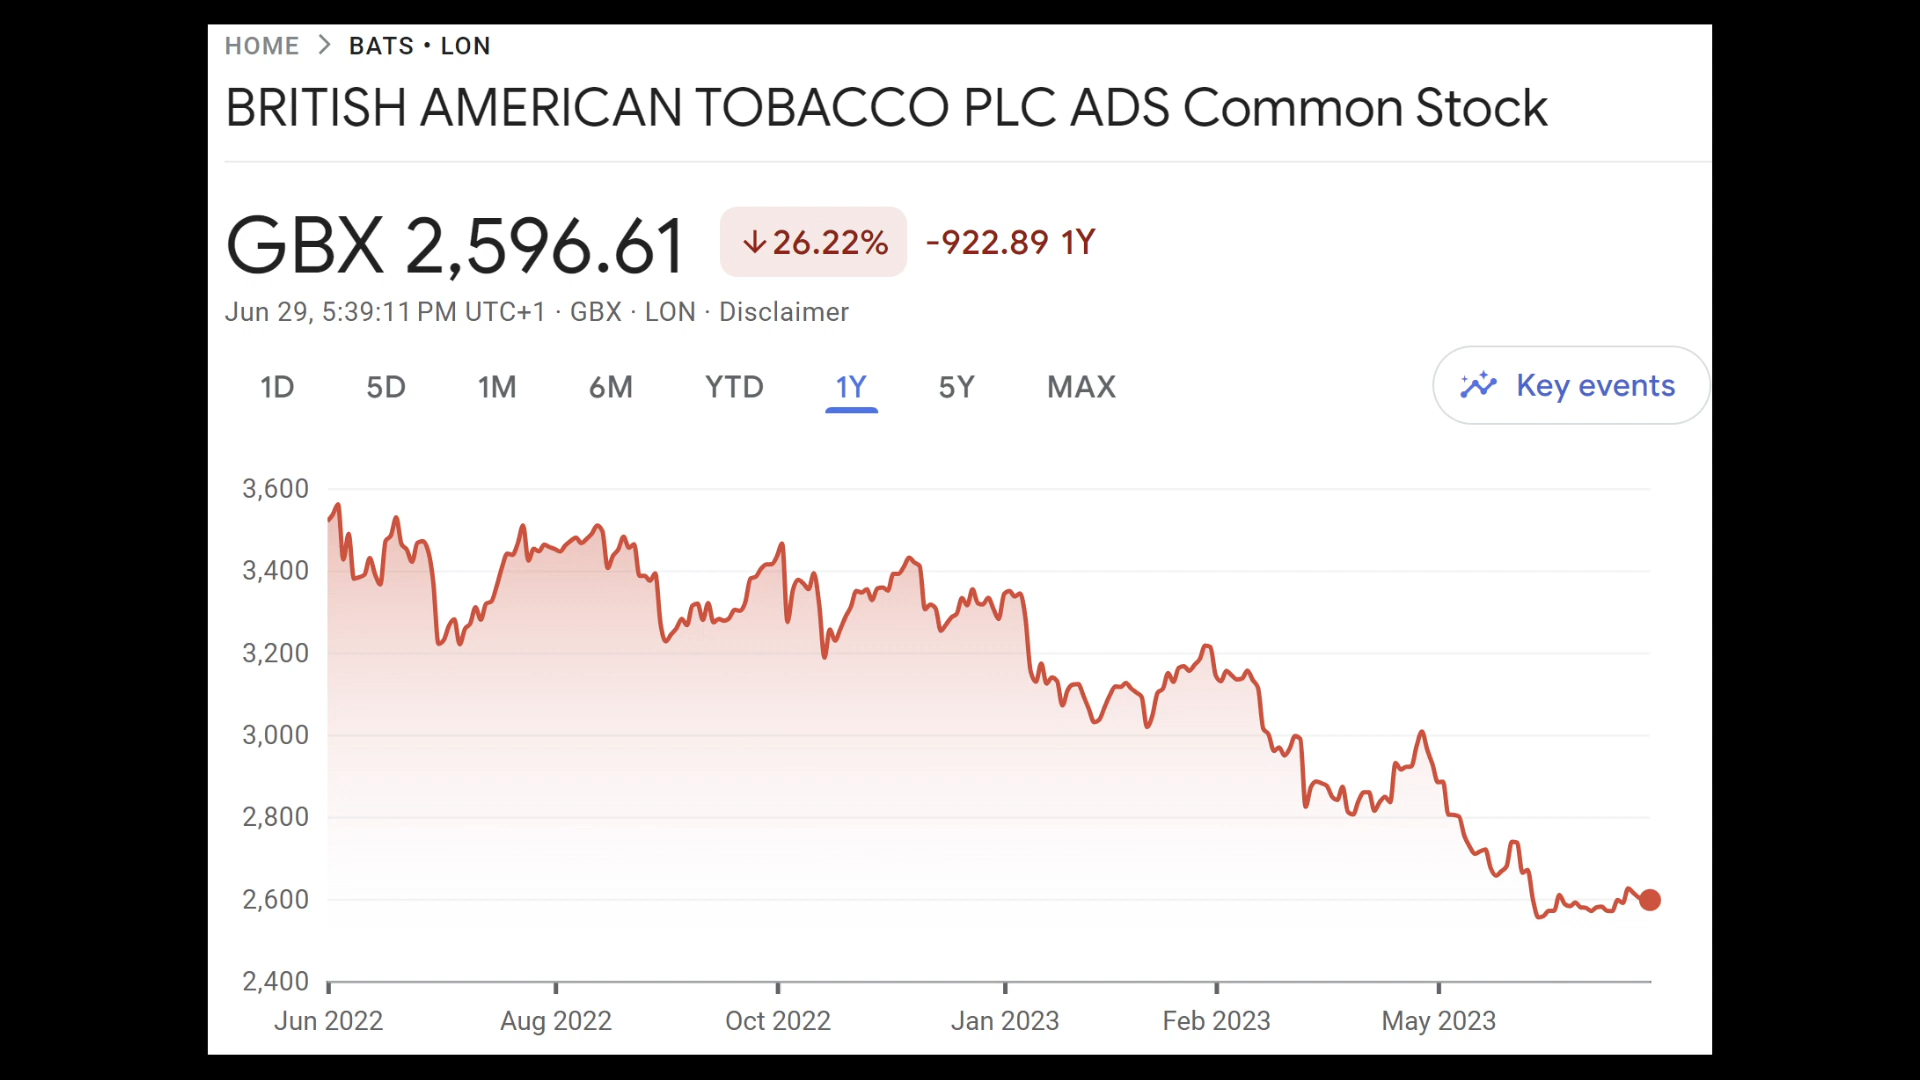 HOME > BATS • LON
BRITISH AMERICAN TOBACCO PLC ADS Common Stock
GBX 2,596.61 ↓26.22% -922.89 1Y
Jun 29, 5:39:11 PM UTC+1 · GBX · LON · Disclaimer
1D 5D 1M 6M YTD 1Y 5Y MAX Key events
3,600
3,400
3,200
3,000
2,800
2,600
2,400
Jun 2022 Aug 2022 Oct 2022 Jan 2023 Feb 2023 May 2023